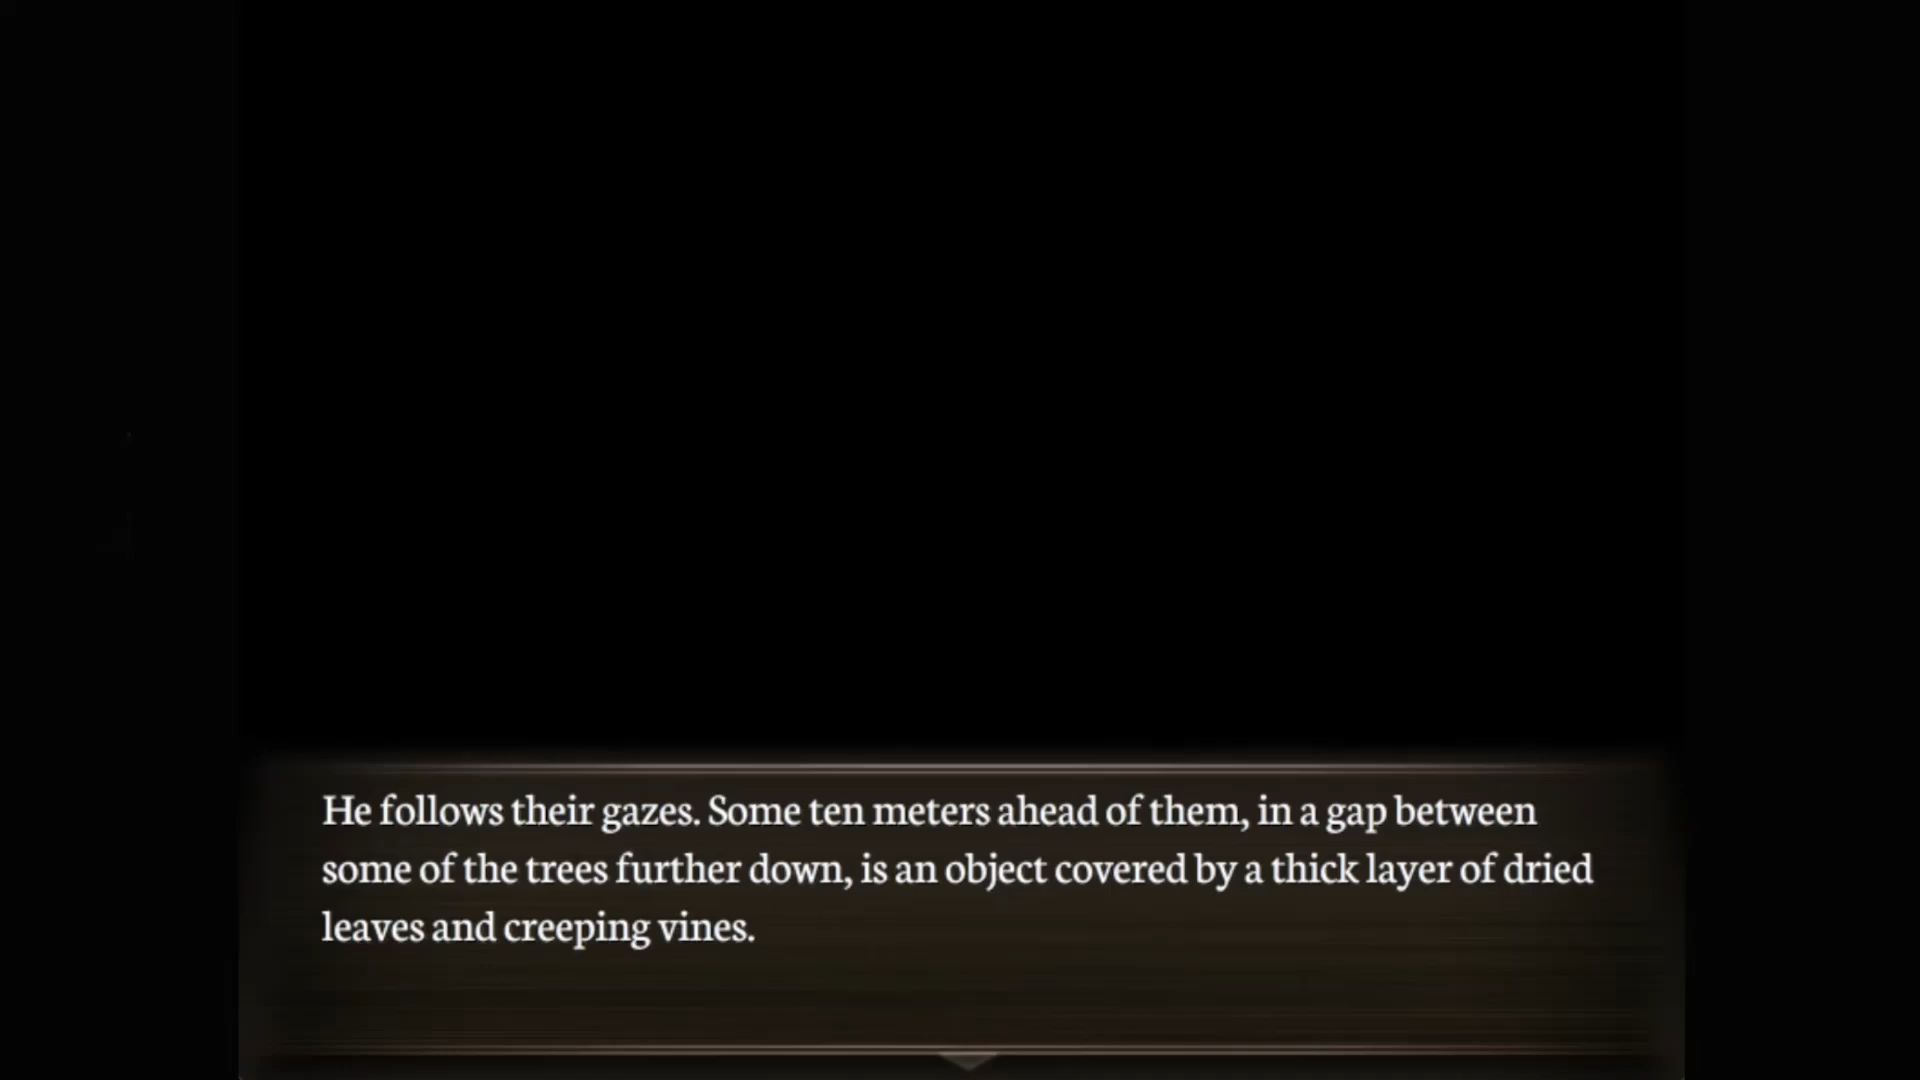 He follows their gazes. Some ten meters ahead of them, in a gap between
some of the trees further down, is an object covered by a thick layer of dried
leaves and creeping vines.